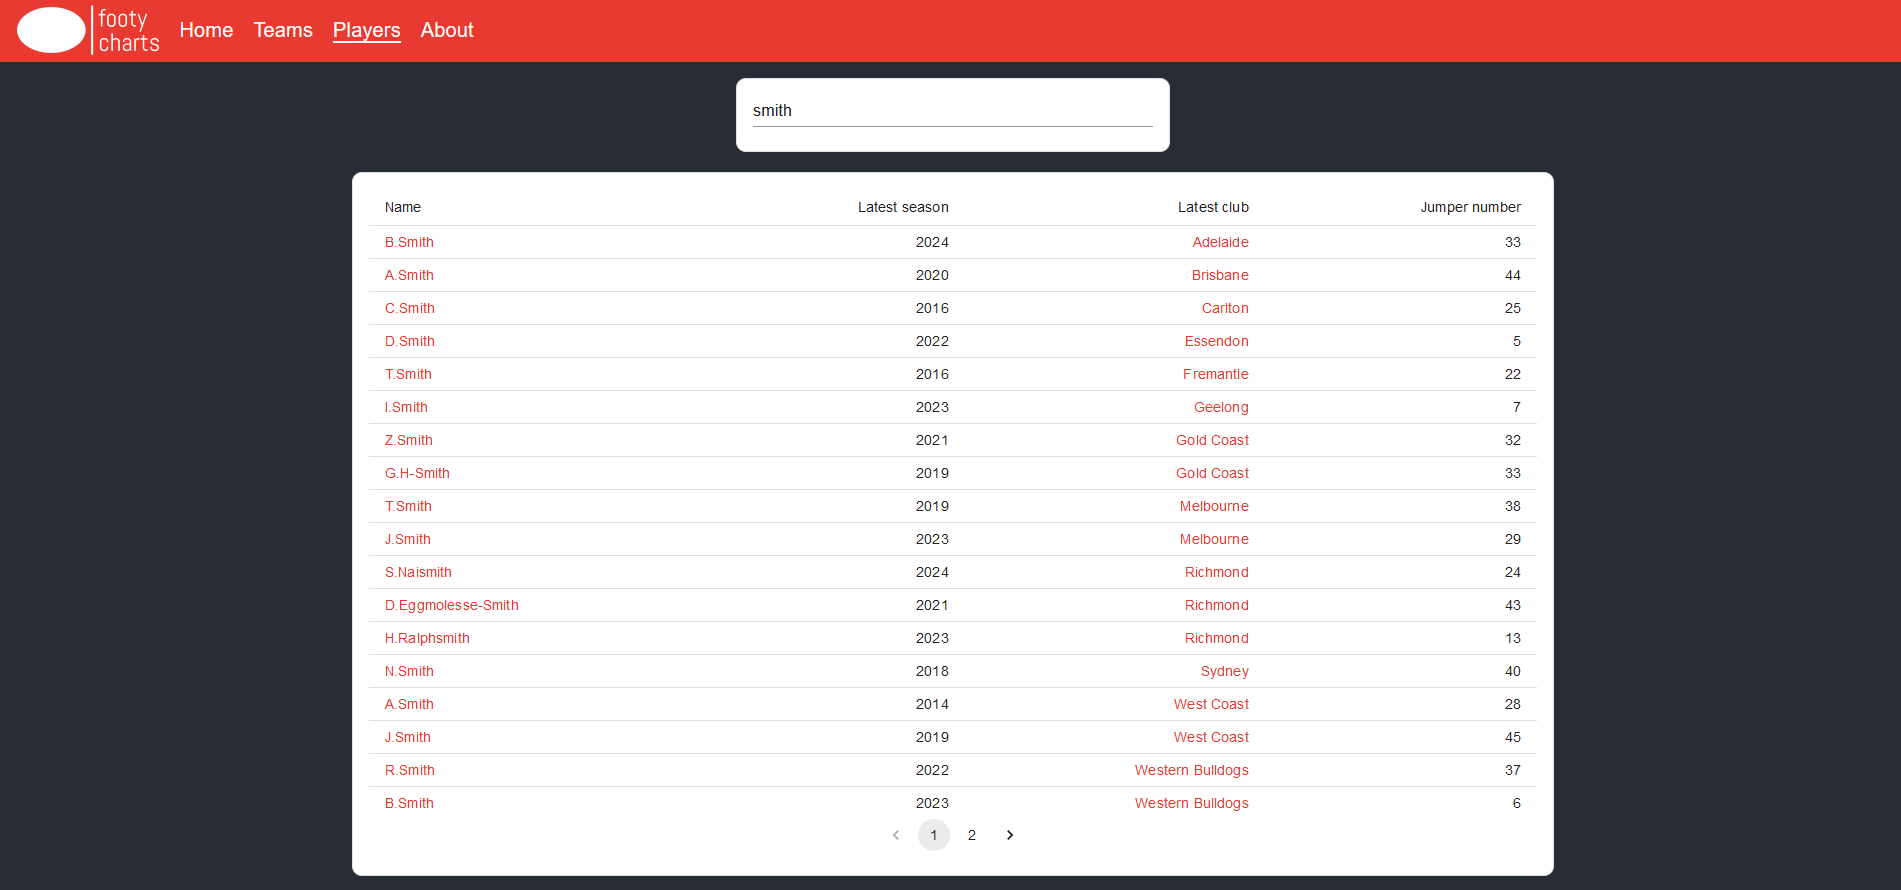 footy
charts
Home Teams Players About
smith
Name Latest season Latest club Jumper number
B.Smith 2024 Adelaide 33
A.Smith 2020 Brisbane 44
C.Smith 2016 Carlton 25
D.Smith 2022 Essendon 5
T.Smith 2016 Fremantle 22
I.Smith 2023 Geelong 7
Z.Smith 2021 Gold Coast 32
G.H-Smith 2019 Gold Coast 33
T.Smith 2019 Melbourne 38
J.Smith 2023 Melbourne 29
S.Naismith 2024 Richmond 24
D.Eggmolesse-Smith 2021 Richmond 43
H.Ralphsmith 2023 Richmond 13
N.Smith 2018 Sydney 40
A.Smith 2014 West Coast 28
J.Smith 2019 West Coast 45
R.Smith 2022 Western Bulldogs 37
B.Smith 2023 Western Bulldogs 6
1 2